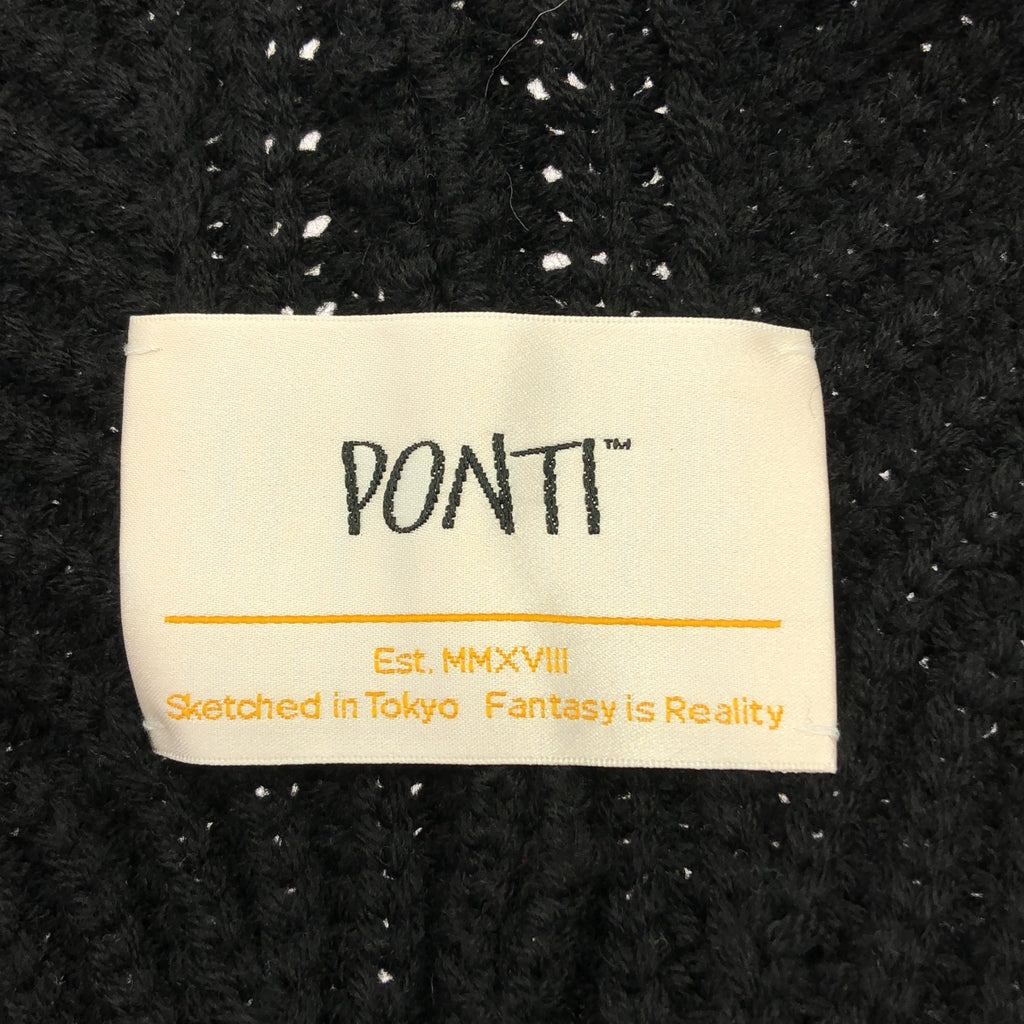 PONTI™
Est. MMXVIII
Sketched in Tokyo Fantasy is Reality